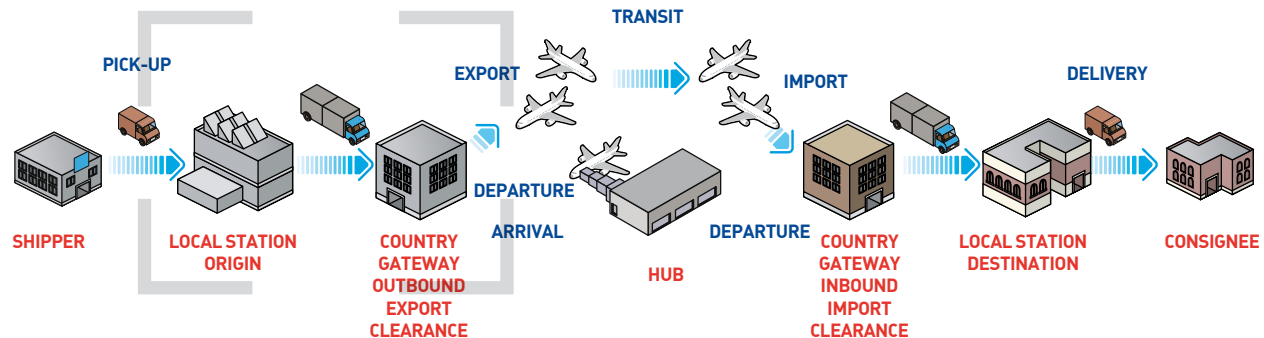 TRANSIT
PICK-UP
EXPORT
IMPORT
DELIVERY
DEPARTURE
ARRIVAL
DEPARTURE
SHIPPER
LOCAL STATION
ORIGIN
COUNTRY
GATEWAY
OUTBOUND
EXPORT
CLEARANCE
HUB
COUNTRY
GATEWAY
INBOUND
IMPORT
CLEARANCE
LOCAL STATION
DESTINATION
CONSIGNEE